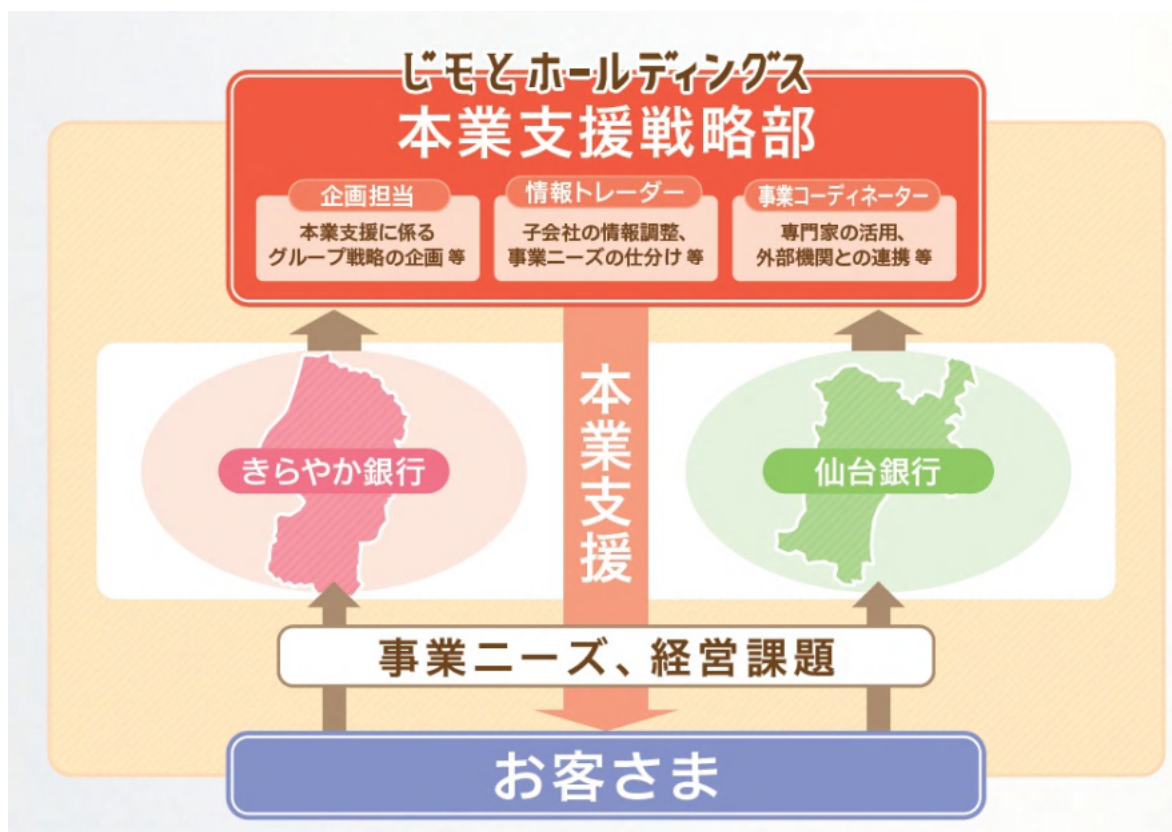 じモとホールディングス
本業支援戦略部
企画担当
本業支援に係る
グループ戦略の企画 等
情報トレーダー
子会社の情報調整、
事業ニーズの仕分け 等
事業コーディネーター
専門家の活用、
外部機関との連携 等
きらやか銀行
本業支援
仙台銀行
事業ニーズ、経営課題
お客さま